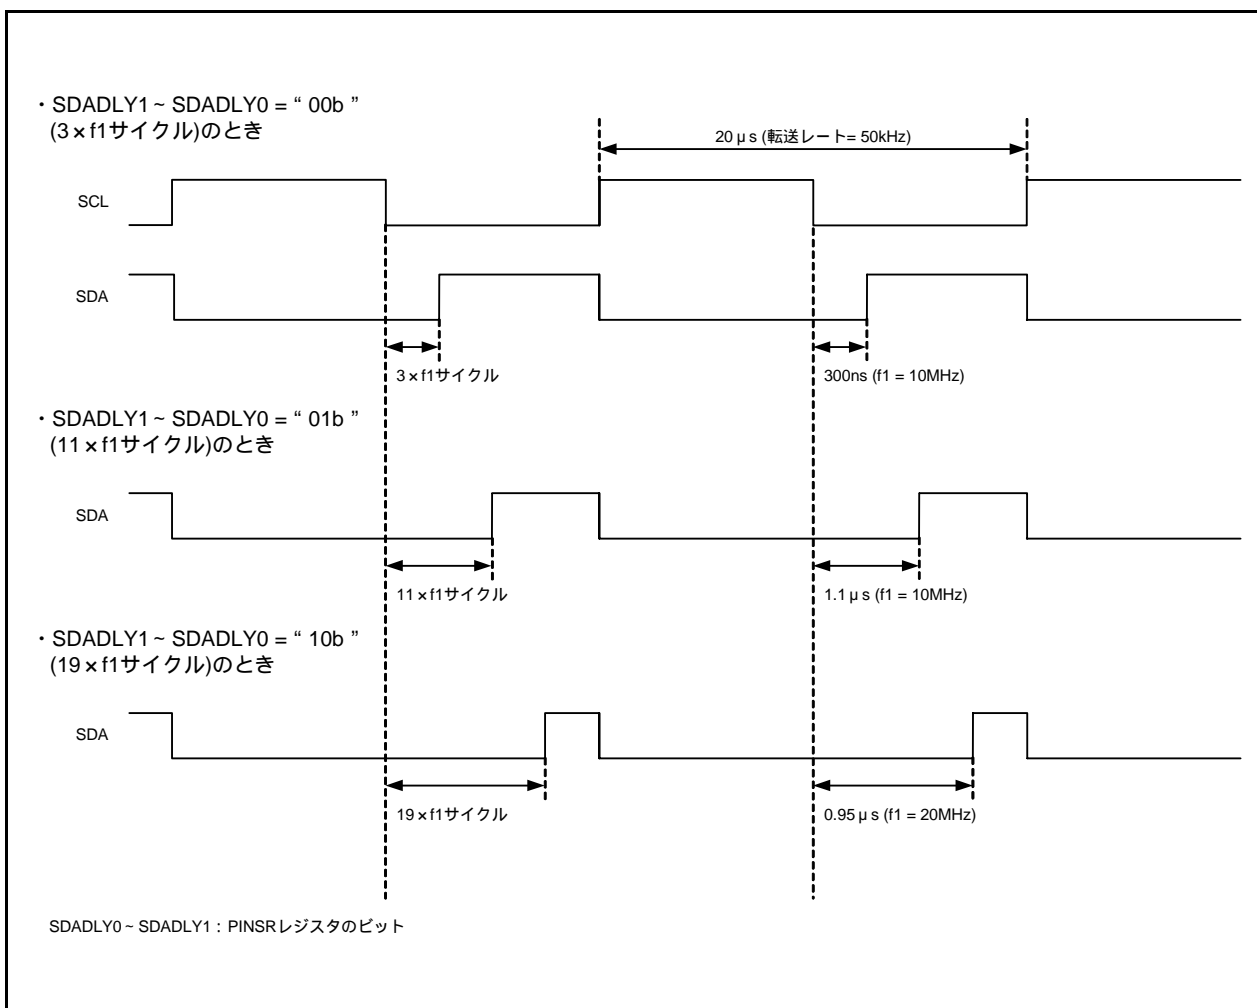 ・SDADLY1 ~ SDADLY0 = “ 00b ”
(3×f1サイクル)のとき
20μs (転送レート= 50kHz)
SCL
SDA
3×f1サイクル
300ns (f1 = 10MHz)
・SDADLY1 ~ SDADLY0 = “ 01b ”
(11×f1サイクル)のとき
SDA
11×f1サイクル
1.1μs (f1 = 10MHz)
・SDADLY1 ~ SDADLY0 = “ 10b ”
(19×f1サイクル)のとき
SDA
19×f1サイクル
0.95μs (f1 = 20MHz)
SDADLY0 ~ SDADLY1 : PINSRレジスタのビット